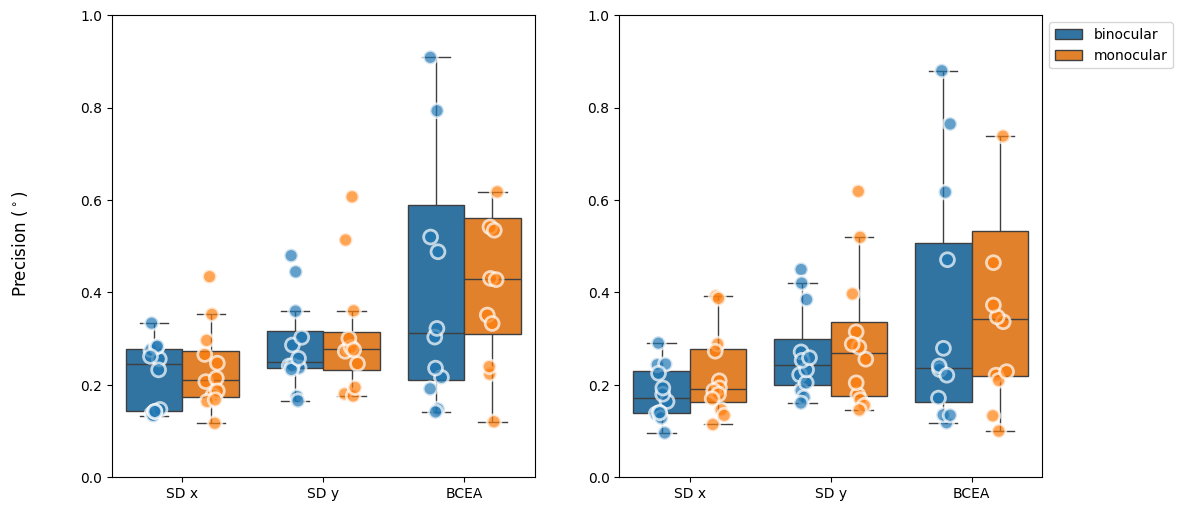 Precision (°)
1.0
0.8
0.6
0.4
0.2
0.0
SD x
SD y
BCEA
1.0
0.8
0.6
0.4
0.2
0.0
SD x
SD y
BCEA
binocular
monocular